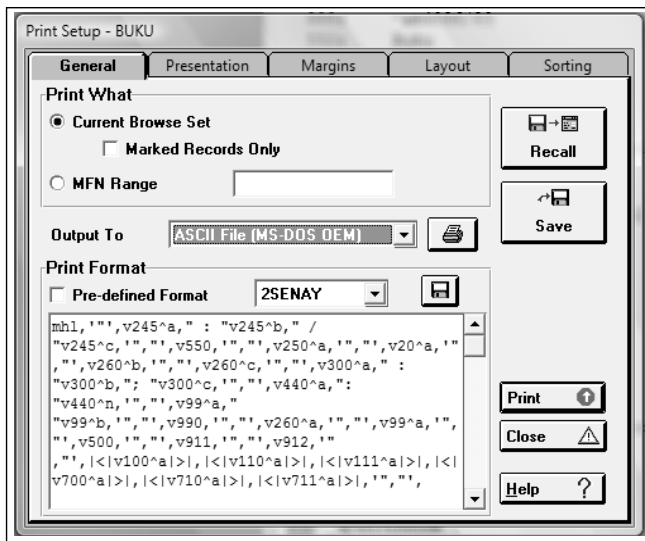 Print Setup - BUKU
General Presentation Margins Layout Sorting
Print What
Current Browse Set
Marked Records Only
MFN Range
Recall
Save
Output To ASCII File (MS-DOS OEM)
Print Format
Pre-defined Format 2SENAY
mhl,'"',v245^a," : "v245^b," /
"v245^c,'","',v550,'","',v250^a,'","',v20^a,'"
,"',v260^b,'","',v260^c,'","',v300^a," :
"v300^b,"; "v300^c,'","',v440^a,":
"v440^n,'","',v99^a,"
"v99^b,'","',v990,'","',v260^a,'","',v99^a,'",
"',v500,'","',v911,'","',v912,'"
,"',|<|v100^a|>|,|<|v110^a|>|,|<|v111^a|>|,|<|
v700^a|>|,|<|v710^a|>|,|<|v711^a|>|,'","',
Print
Close
Help ?